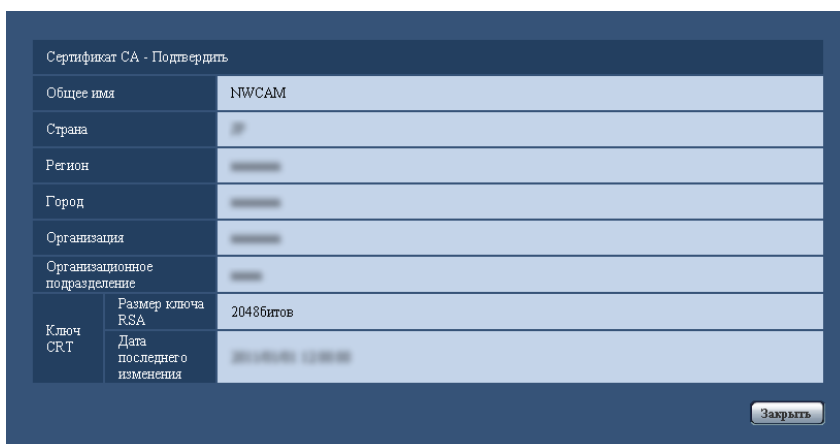 Сертификат CA - Подтвердить
Общее имя
NWCAM
Страна
Регион
Город
Организация
Организационное
подразделение
Ключ
CRT
Размер ключа
RSA
2048битов
Дата
последнего
изменения
Закрыть